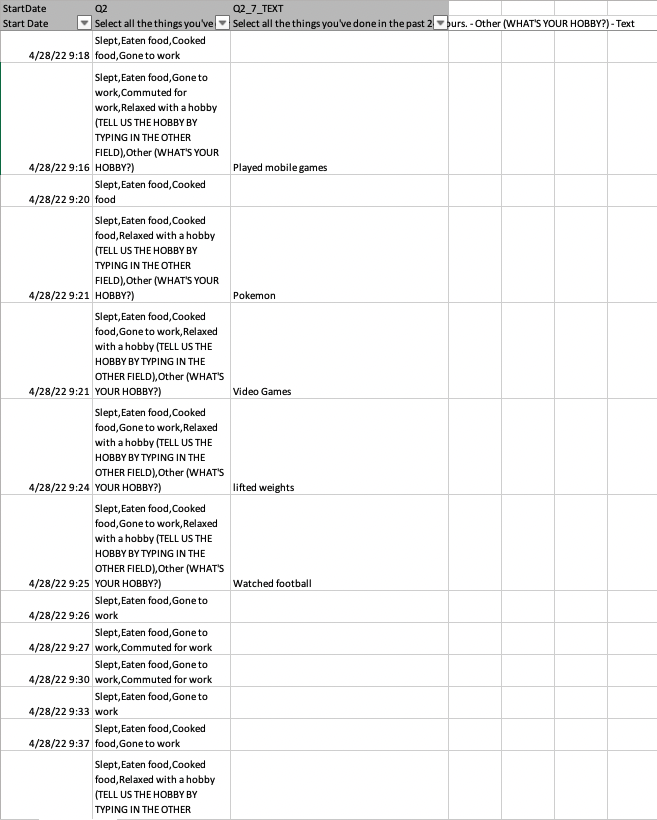 StartDate Q2 Q2_7_TEXT
Start Date Select all the things you've Select all the things you've done in the past 2 ours. - Other (WHAT'S YOUR HOBBY?) - Text
Slept,Eaten food,Cooked
4/28/22 9:18 food,Gone to work
Slept,Eaten food,Gone to
work,Commuted for
work,Relaxed with a hobby
(TELL US THE HOBBY BY
TYPING IN THE OTHER
FIELD),Other (WHAT'S YOUR
4/28/22 9:16 HOBBY?) Played mobile games
Slept,Eaten food,Cooked
4/28/22 9:20 food
Slept,Eaten food,Cooked
food,Relaxed with a hobby
(TELL US THE HOBBY BY
TYPING IN THE OTHER
FIELD),Other (WHAT'S YOUR
4/28/22 9:21 HOBBY?) Pokemon
Slept,Eaten food,Cooked
food,Gone to work,Relaxed
with a hobby (TELL US THE
HOBBY BY TYPING IN THE
OTHER FIELD),Other (WHAT'S
4/28/22 9:21 YOUR HOBBY?) Video Games
Slept,Eaten food,Cooked
food,Gone to work,Relaxed
with a hobby (TELL US THE
HOBBY BY TYPING IN THE
OTHER FIELD),Other (WHAT'S
4/28/22 9:24 YOUR HOBBY?) lifted weights
Slept,Eaten food,Cooked
food,Gone to work,Relaxed
with a hobby (TELL US THE
HOBBY BY TYPING IN THE
OTHER FIELD),Other (WHAT'S
4/28/22 9:25 YOUR HOBBY?) Watched football
Slept,Eaten food,Gone to
4/28/22 9:26 work
Slept,Eaten food,Gone to
4/28/22 9:27 work,Commuted for work
Slept,Eaten food,Gone to
4/28/22 9:30 work,Commuted for work
Slept,Eaten food,Gone to
4/28/22 9:33 work
Slept,Eaten food,Cooked
4/28/22 9:37 food,Gone to work
Slept,Eaten food,Cooked
food,Relaxed with a hobby
(TELL US THE HOBBY BY
TYPING IN THE OTHER